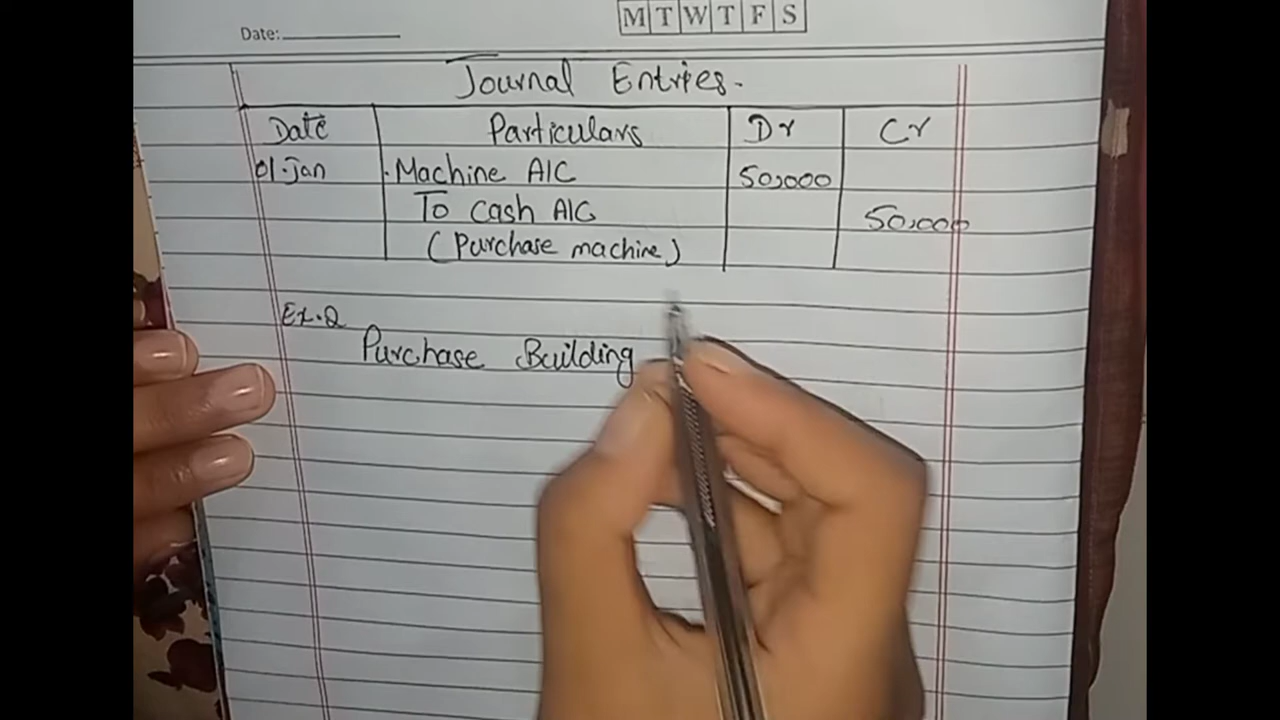 Date: M T W T F S
Journal Entries.
Date Particulars Dr Cr
01.Jan Machine A/C 50,000
To Cash A/C 50,000
(Purchase machine)
Ex.2
Purchase Building